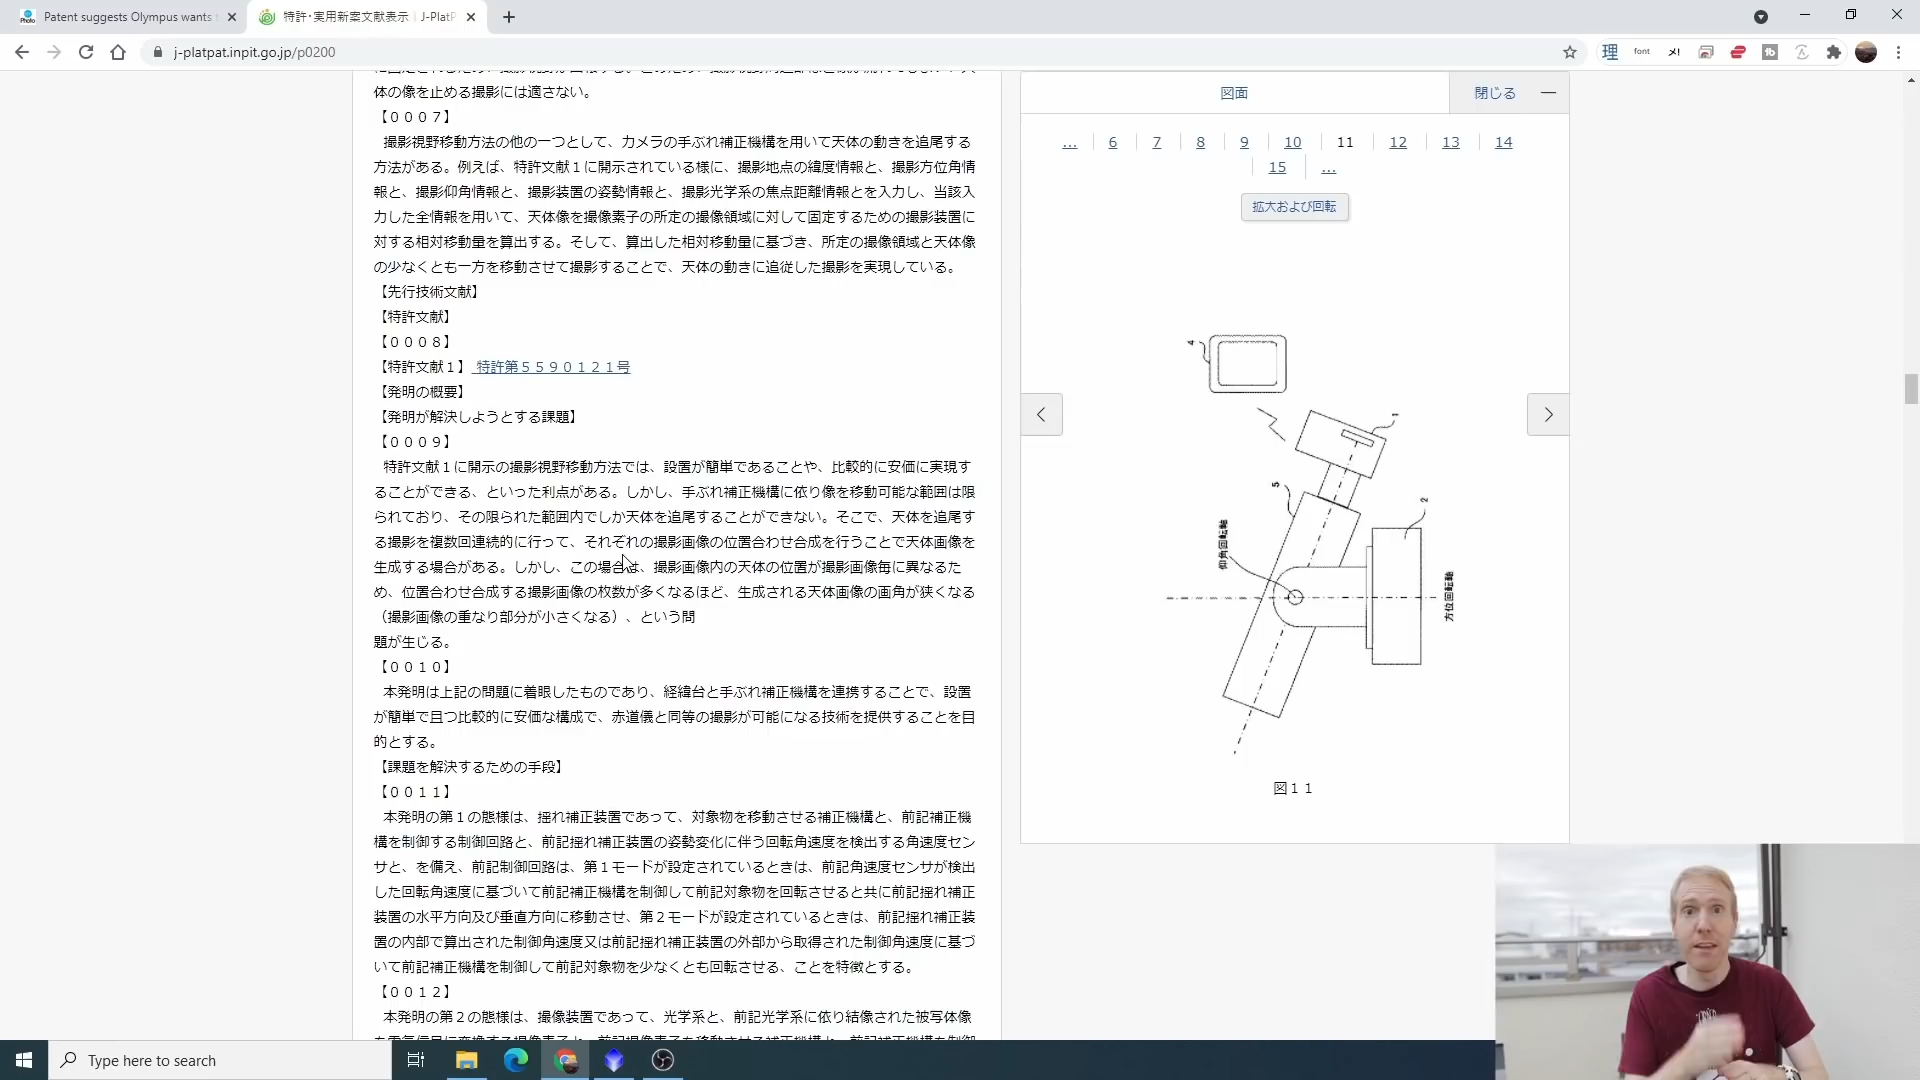 Patent suggests Olympus wants
特許・実用新案文献表示 | J-PlatP
j-platpat.inpit.go.jp/p0200
font
体の像を止める撮影には適さない。
【０００７】
撮影視野移動方法の他の一つとして、カメラの手ぶれ補正機構を用いて天体の動きを追尾する
方法がある。例えば、特許文献１に開示されている様に、撮影地点の緯度情報と、撮影方位角情
報と、撮影仰角情報と、撮影装置の姿勢情報と、撮影光学系の焦点距離情報とを入力し、当該入
力した全情報を用いて、天体像を撮像素子の所定の撮像領域に対して固定するための撮影装置に
対する相対移動量を算出する。そして、算出した相対移動量に基づき、所定の撮像領域と天体像
の少なくとも一方を移動させて撮影することで、天体の動きに追従した撮影を実現している。
【先行技術文献】
【特許文献】
【０００８】
【特許文献１】 特許第５５９０１２１号
【発明の概要】
【発明が解決しようとする課題】
【０００９】
特許文献１に開示の撮影視野移動方法では、設置が簡単であることや、比較的に安価に実現す
ることができる、といった利点がある。しかし、手ぶれ補正機構に依り像を移動可能な範囲は限
られており、その限られた範囲内でしか天体を追尾することができない。そこで、天体を追尾す
る撮影を複数回連続的に行って、それぞれの撮影画像の位置合わせ合成を行うことで天体画像を
生成する場合がある。しかし、この場合は、撮影画像内の天体の位置が撮影画像毎に異なるた
め、位置合わせ合成する撮影画像の枚数が多くなるほど、生成される天体画像の画角が狭くなる
（撮影画像の重なり部分が小さくなる）、という問
題が生じる。
【００１０】
本発明は上記の問題に着眼したものであり、経緯台と手ぶれ補正機構を連携することで、設置
が簡単で且つ比較的に安価な構成で、赤道儀と同等の撮影が可能になる技術を提供することを目
的とする。
【課題を解決するための手段】
【００１１】
本発明の第１の態様は、揺れ補正装置であって、対象物を移動させる補正機構と、前記補正機
構を制御する制御回路と、前記揺れ補正装置の姿勢変化に伴う回転角速度を検出する角速度セン
サと、を備え、前記制御回路は、第１モードが設定されているときは、前記角速度センサが検出
した回転角速度に基づいて前記補正機構を制御して前記対象物を回転させると共に前記揺れ補正
装置の水平方向及び垂直方向に移動させ、第２モードが設定されているときは、前記揺れ補正装
置の内部で算出された制御角速度又は前記揺れ補正装置の外部から取得された制御角速度に基づ
いて前記補正機構を制御して前記対象物を少なくとも回転させる、ことを特徴とする。
【００１２】
本発明の第２の態様は、撮像装置であって、光学系と、前記光学系に依り結像された被写体像
図面
閉じる
... 6 7 8 9 10 11 12 13 14
15 ...
拡大および回転
4
1
5
2
仰角回転軸
方位回転軸
図１１
Type here to search